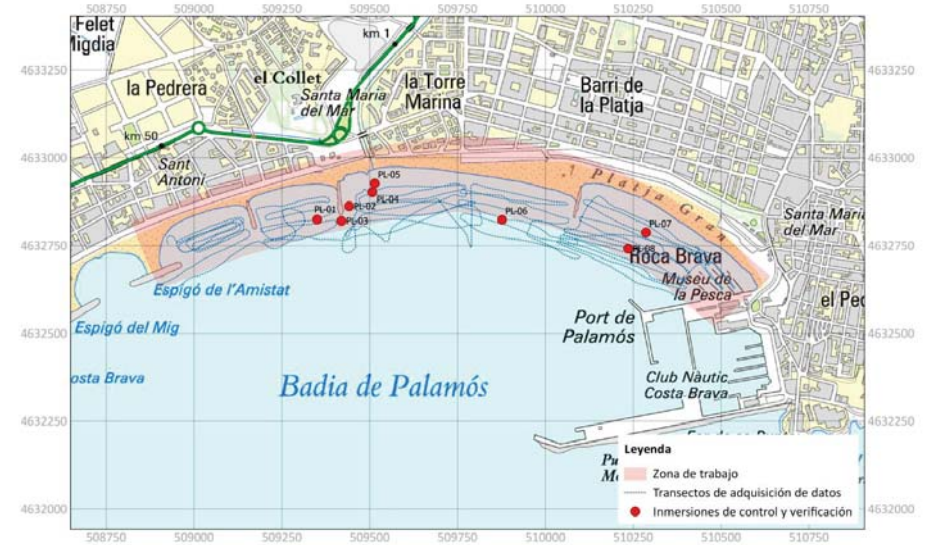 508750 509000 509250 509500 509750 510000 510250 510500 510750
Felet
Migdia
km 1
4633250
4633250
la Pedrera
el Collet
Santa Maria
del Mar
la Torre
Marina
Barri de
la Platja
km 50
4633000
4633000
Sant
Antoni
Platja Gran
PL-05
PL-04
PL-01
PL-02
PL-03
PL-06
PL-07
PL-08
Santa Maria
del Mar
4632750
4632750
Roca Brava
Museu de
la Pesca
Espigó de l'Amistat
el Ped
Espigó del Mig
Port de
Palamós
4632500
4632500
osta Brava
Badia de Palamós
Club Nàutic
Costa Brava
4632250
4632250
Leyenda
Zona de trabajo
Transectos de adquisición de datos
Inmersiones de control y verificación
4632000
4632000
508750 509000 509250 509500 509750 510000 510250 510500 510750